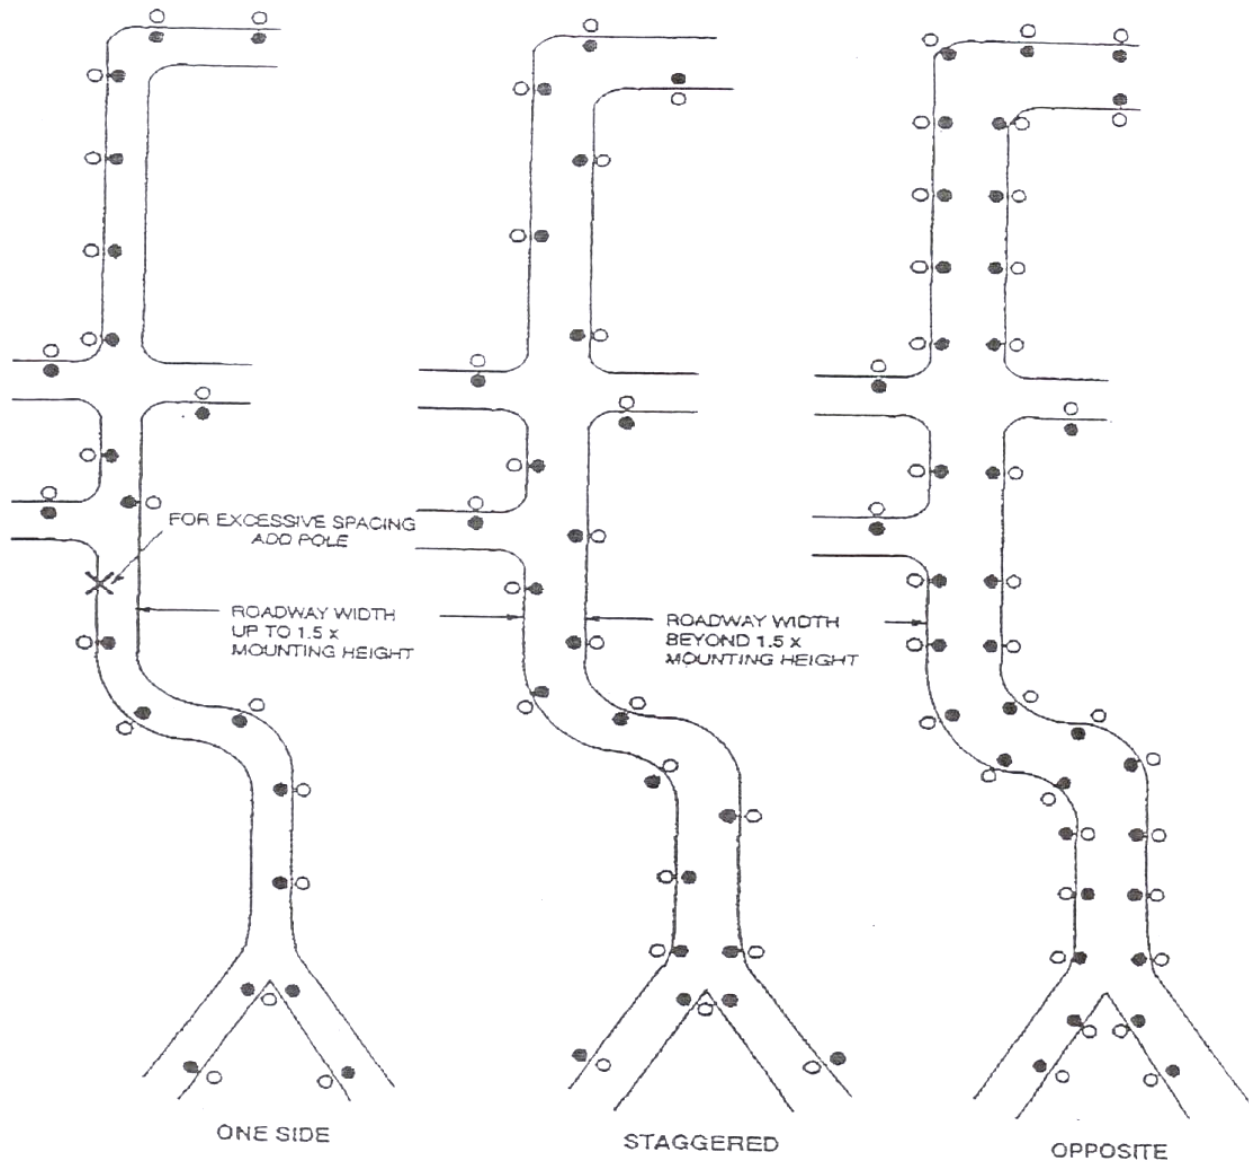 FOR EXCESSIVE SPACING
ADD POLE
ROADWAY WIDTH
UP TO 1.5 x
MOUNTING HEIGHT
ROADWAY WIDTH
BEYOND 1.5 x
MOUNTING HEIGHT
ONE SIDE
STAGGERED
OPPOSITE